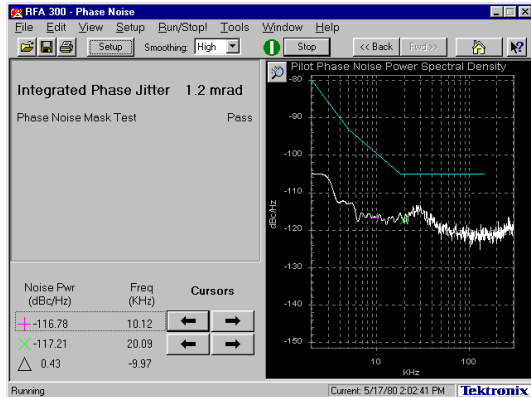 RFA 300 - Phase Noise
File Edit View Setup Run/Stop! Tools Window Help
Setup Smoothing: High Stop << Back Fwd >>
Integrated Phase Jitter 1.2 mrad
Phase Noise Mask Test Pass
Pilot Phase Noise Power Spectral Density
-80
-90
-100
-110
dBc/Hz
-120
-130
-140
-150
10 100
KHz
Noise Pwr Freq Cursors
(dBc/Hz) (KHz)
-116.78 10.12
-117.21 20.09
0.43 -9.97
Running Current: 5/17/80 2:02:41 PM Tektronix